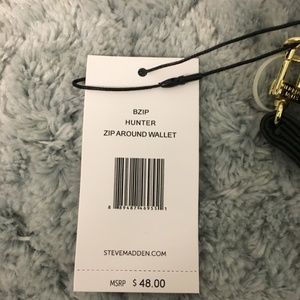 BZIP
HUNTER
ZIP AROUND WALLET
STEVEMADDEN.COM
MSRP $ 48.00